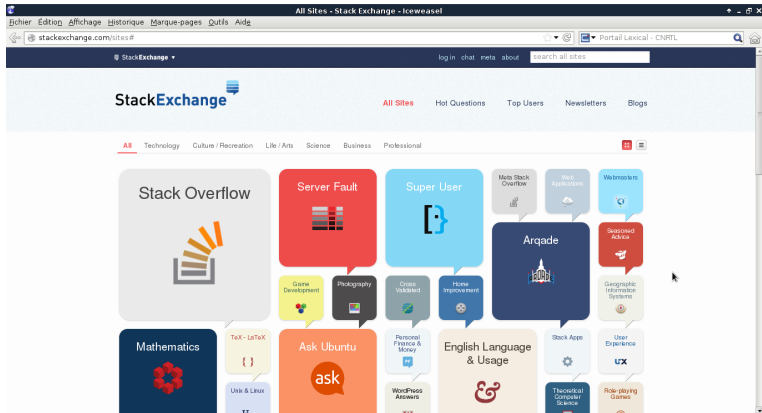 All Sites - Stack Exchange - Iceweasel
Fichier Édition Affichage Historique Marque-pages Outils Aide
stackexchange.com/sites#
Portail Lexical - CNRTL
StackExchange ▾
log in chat meta about
search all sites
StackExchange
All Sites Hot Questions Top Users Newsletters Blogs
All Technology Culture / Recreation Life / Arts Science Business Professional
Stack Overflow
Server Fault
Super User
Meta Stack
Overflow
Web
Applications
Webmasters
Arqade
Seasoned
Advice
Game
Development
Photography
Cross
Validated
Home
Improvement
Geographic
Information
Systems
Mathematics
TeX - LaTeX
{ }
Ask Ubuntu
ask
Personal
Finance &
Money
English Language
& Usage
Stack Apps
User
Experience
UX
Unix & Linux
WordPress
Answers
Theoretical
Computer
Science
Role-playing
Games